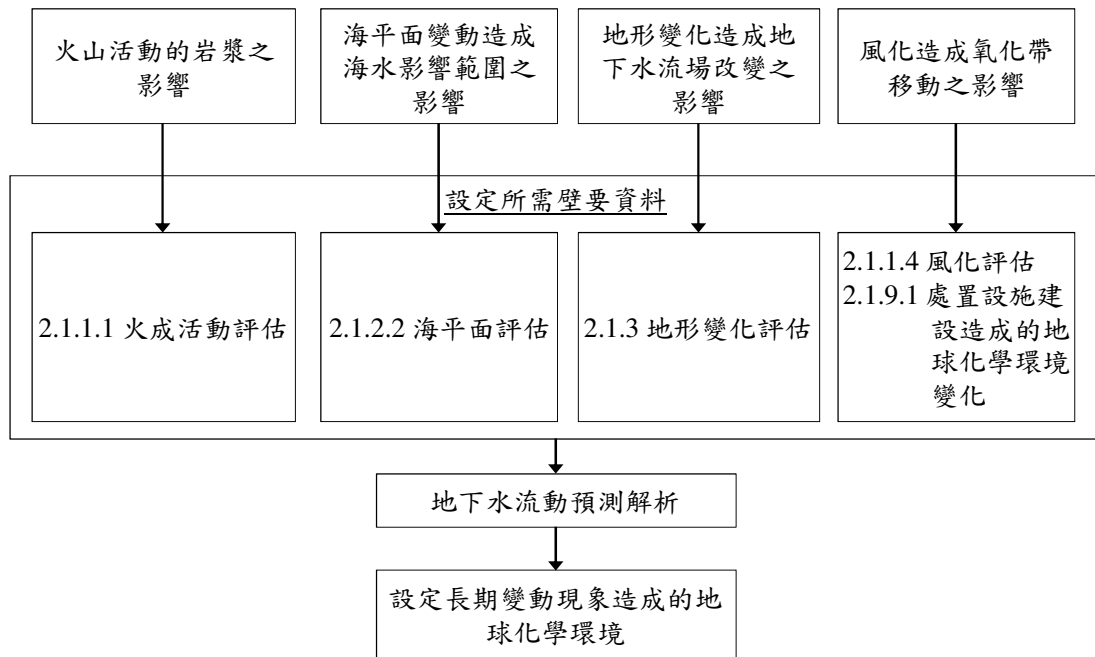 火山活動的岩漿之
影響
海平面變動造成
海水影響範圍之
影響
地形變化造成地
下水流場改變之
影響
風化造成氧化帶
移動之影響
設定所需壁要資料
2.1.1.1 火成活動評估
2.1.2.2 海平面評估
2.1.3 地形變化評估
2.1.1.4 風化評估
2.1.9.1 處置設施建
設造成的地
球化學環境
變化
地下水流動預測解析
設定長期變動現象造成的地
球化學環境